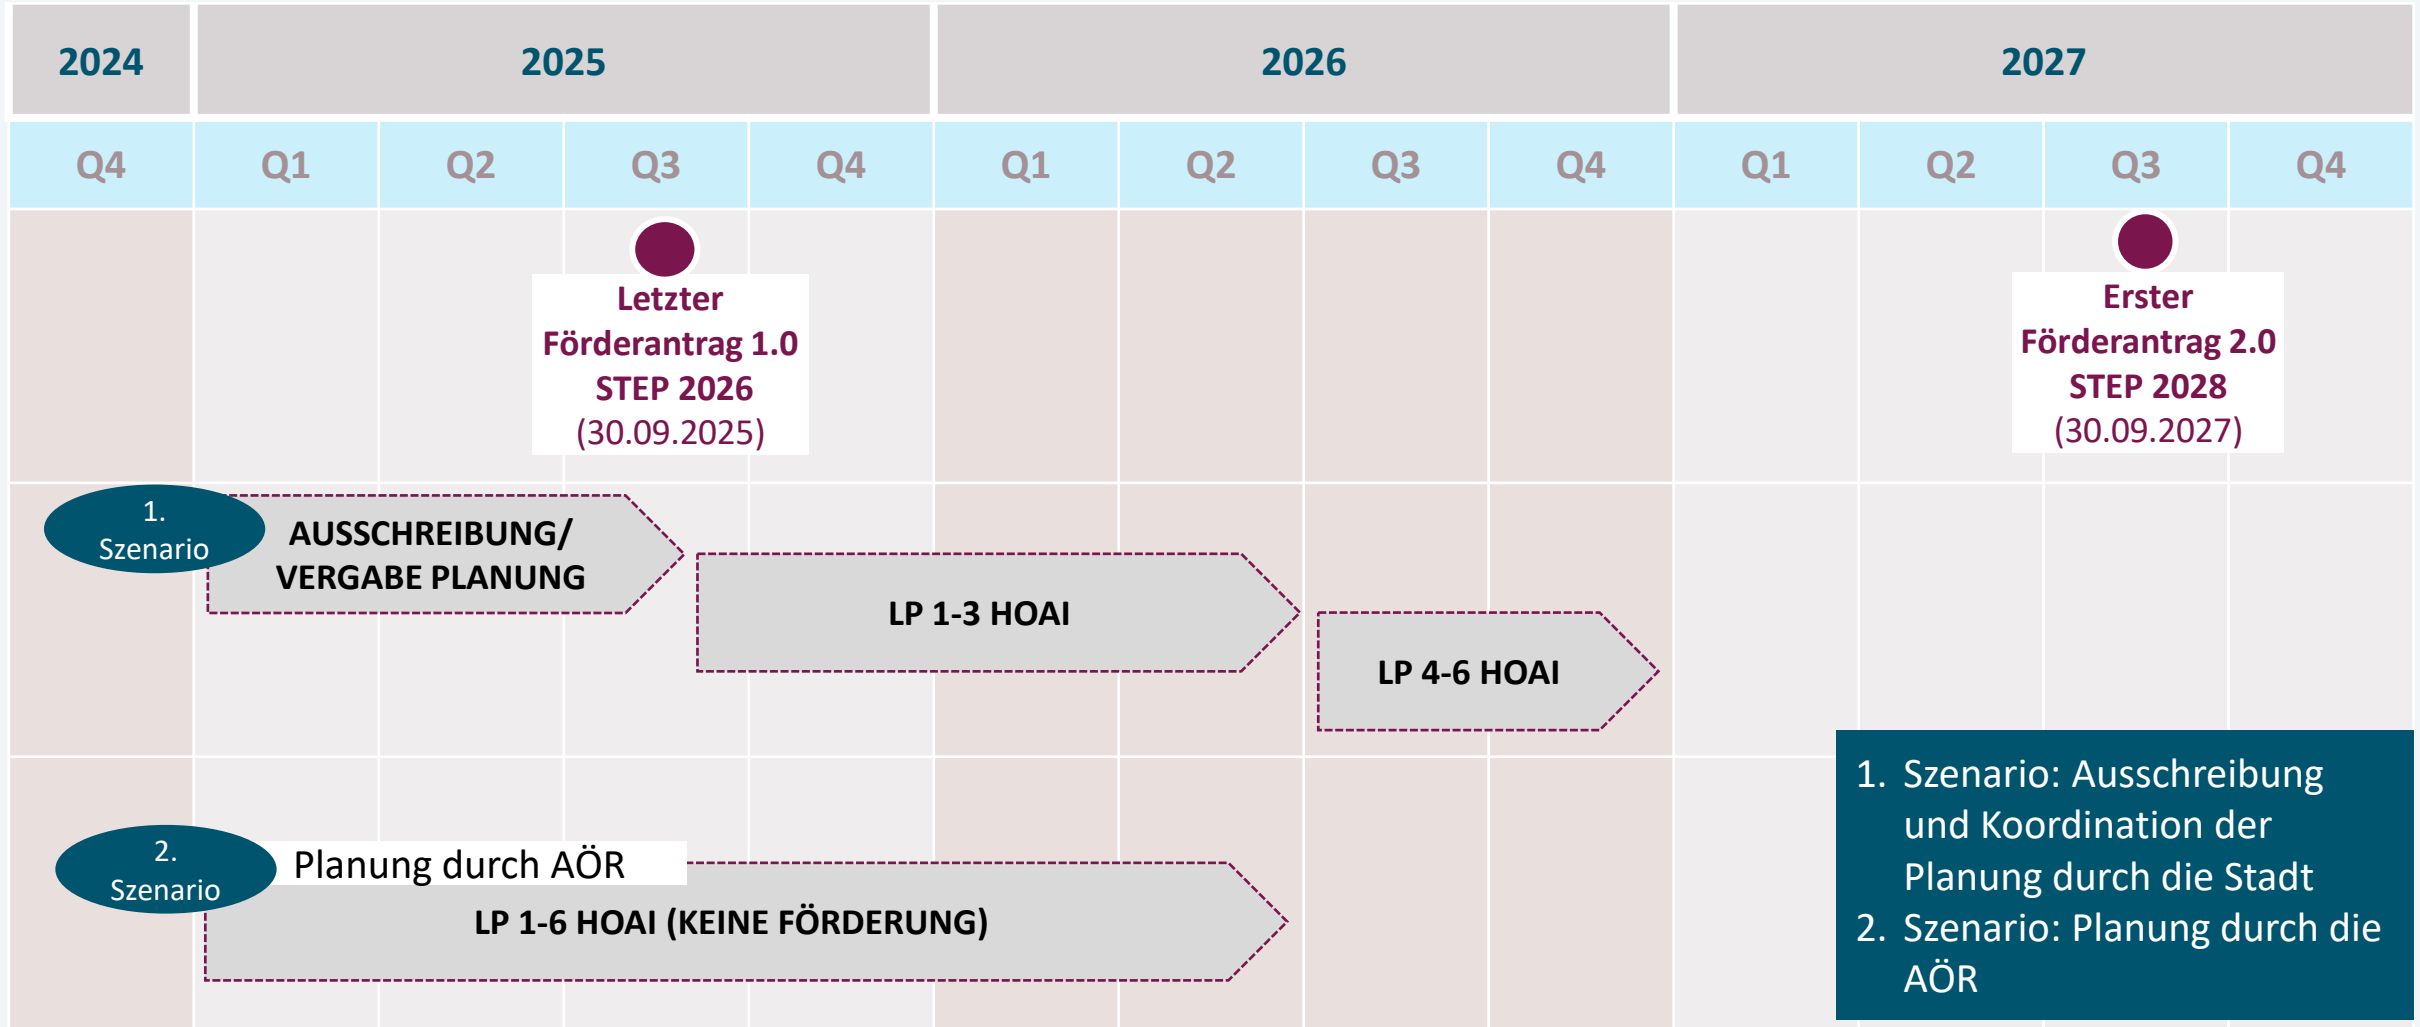 2024
2025
2026
2027
Q4
Q1
Q2
Q3
Q4
Q1
Q2
Q3
Q4
Q1
Q2
Q3
Q4
Letzter
Förderantrag 1.0
STEP 2026
(30.09.2025)
Erster
Förderantrag 2.0
STEP 2028
(30.09.2027)
1.
Szenario
AUSSCHREIBUNG/
VERGABE PLANUNG
LP 1-3 HOAI
LP 4-6 HOAI
2.
Szenario
Planung durch AÖR
LP 1-6 HOAI (KEINE FÖRDERUNG)
1. Szenario: Ausschreibung
und Koordination der
Planung durch die Stadt
2. Szenario: Planung durch die
AÖR